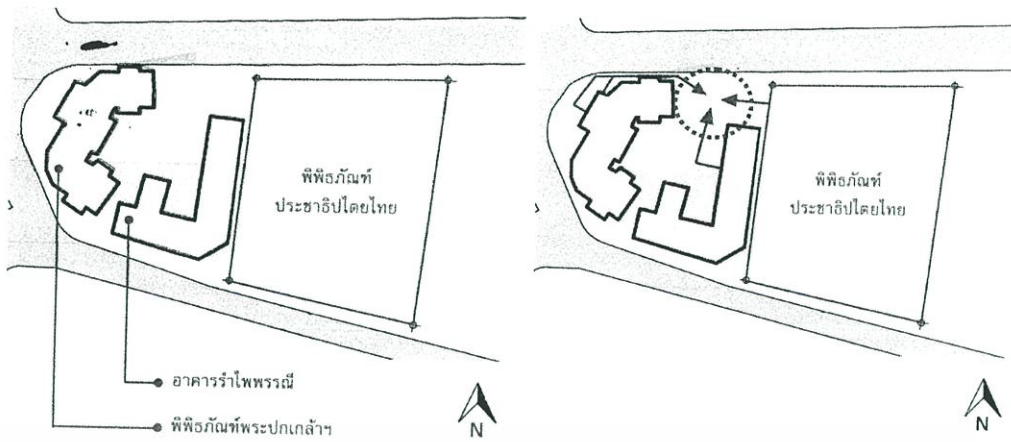 พิพิธภัณฑ์
ประชาธิปไตยไทย
อาคารรำไพพรรณี
พิพิธภัณฑ์พระปกเกล้าฯ
N
พิพิธภัณฑ์
ประชาธิปไตยไทย
N